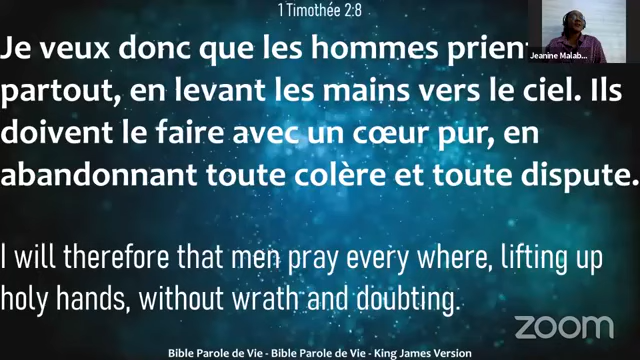 1 Timothée 2:8
Je veux donc que les hommes prient
partout, en levant les mains vers le ciel. Ils
doivent le faire avec un cœur pur, en
abandonnant toute colère et toute dispute.
I will therefore that men pray every where, lifting up
holy hands, without wrath and doubting.
Bible Parole de Vie - Bible Parole de Vie - King James Version
Jeanine Malab...
zoom